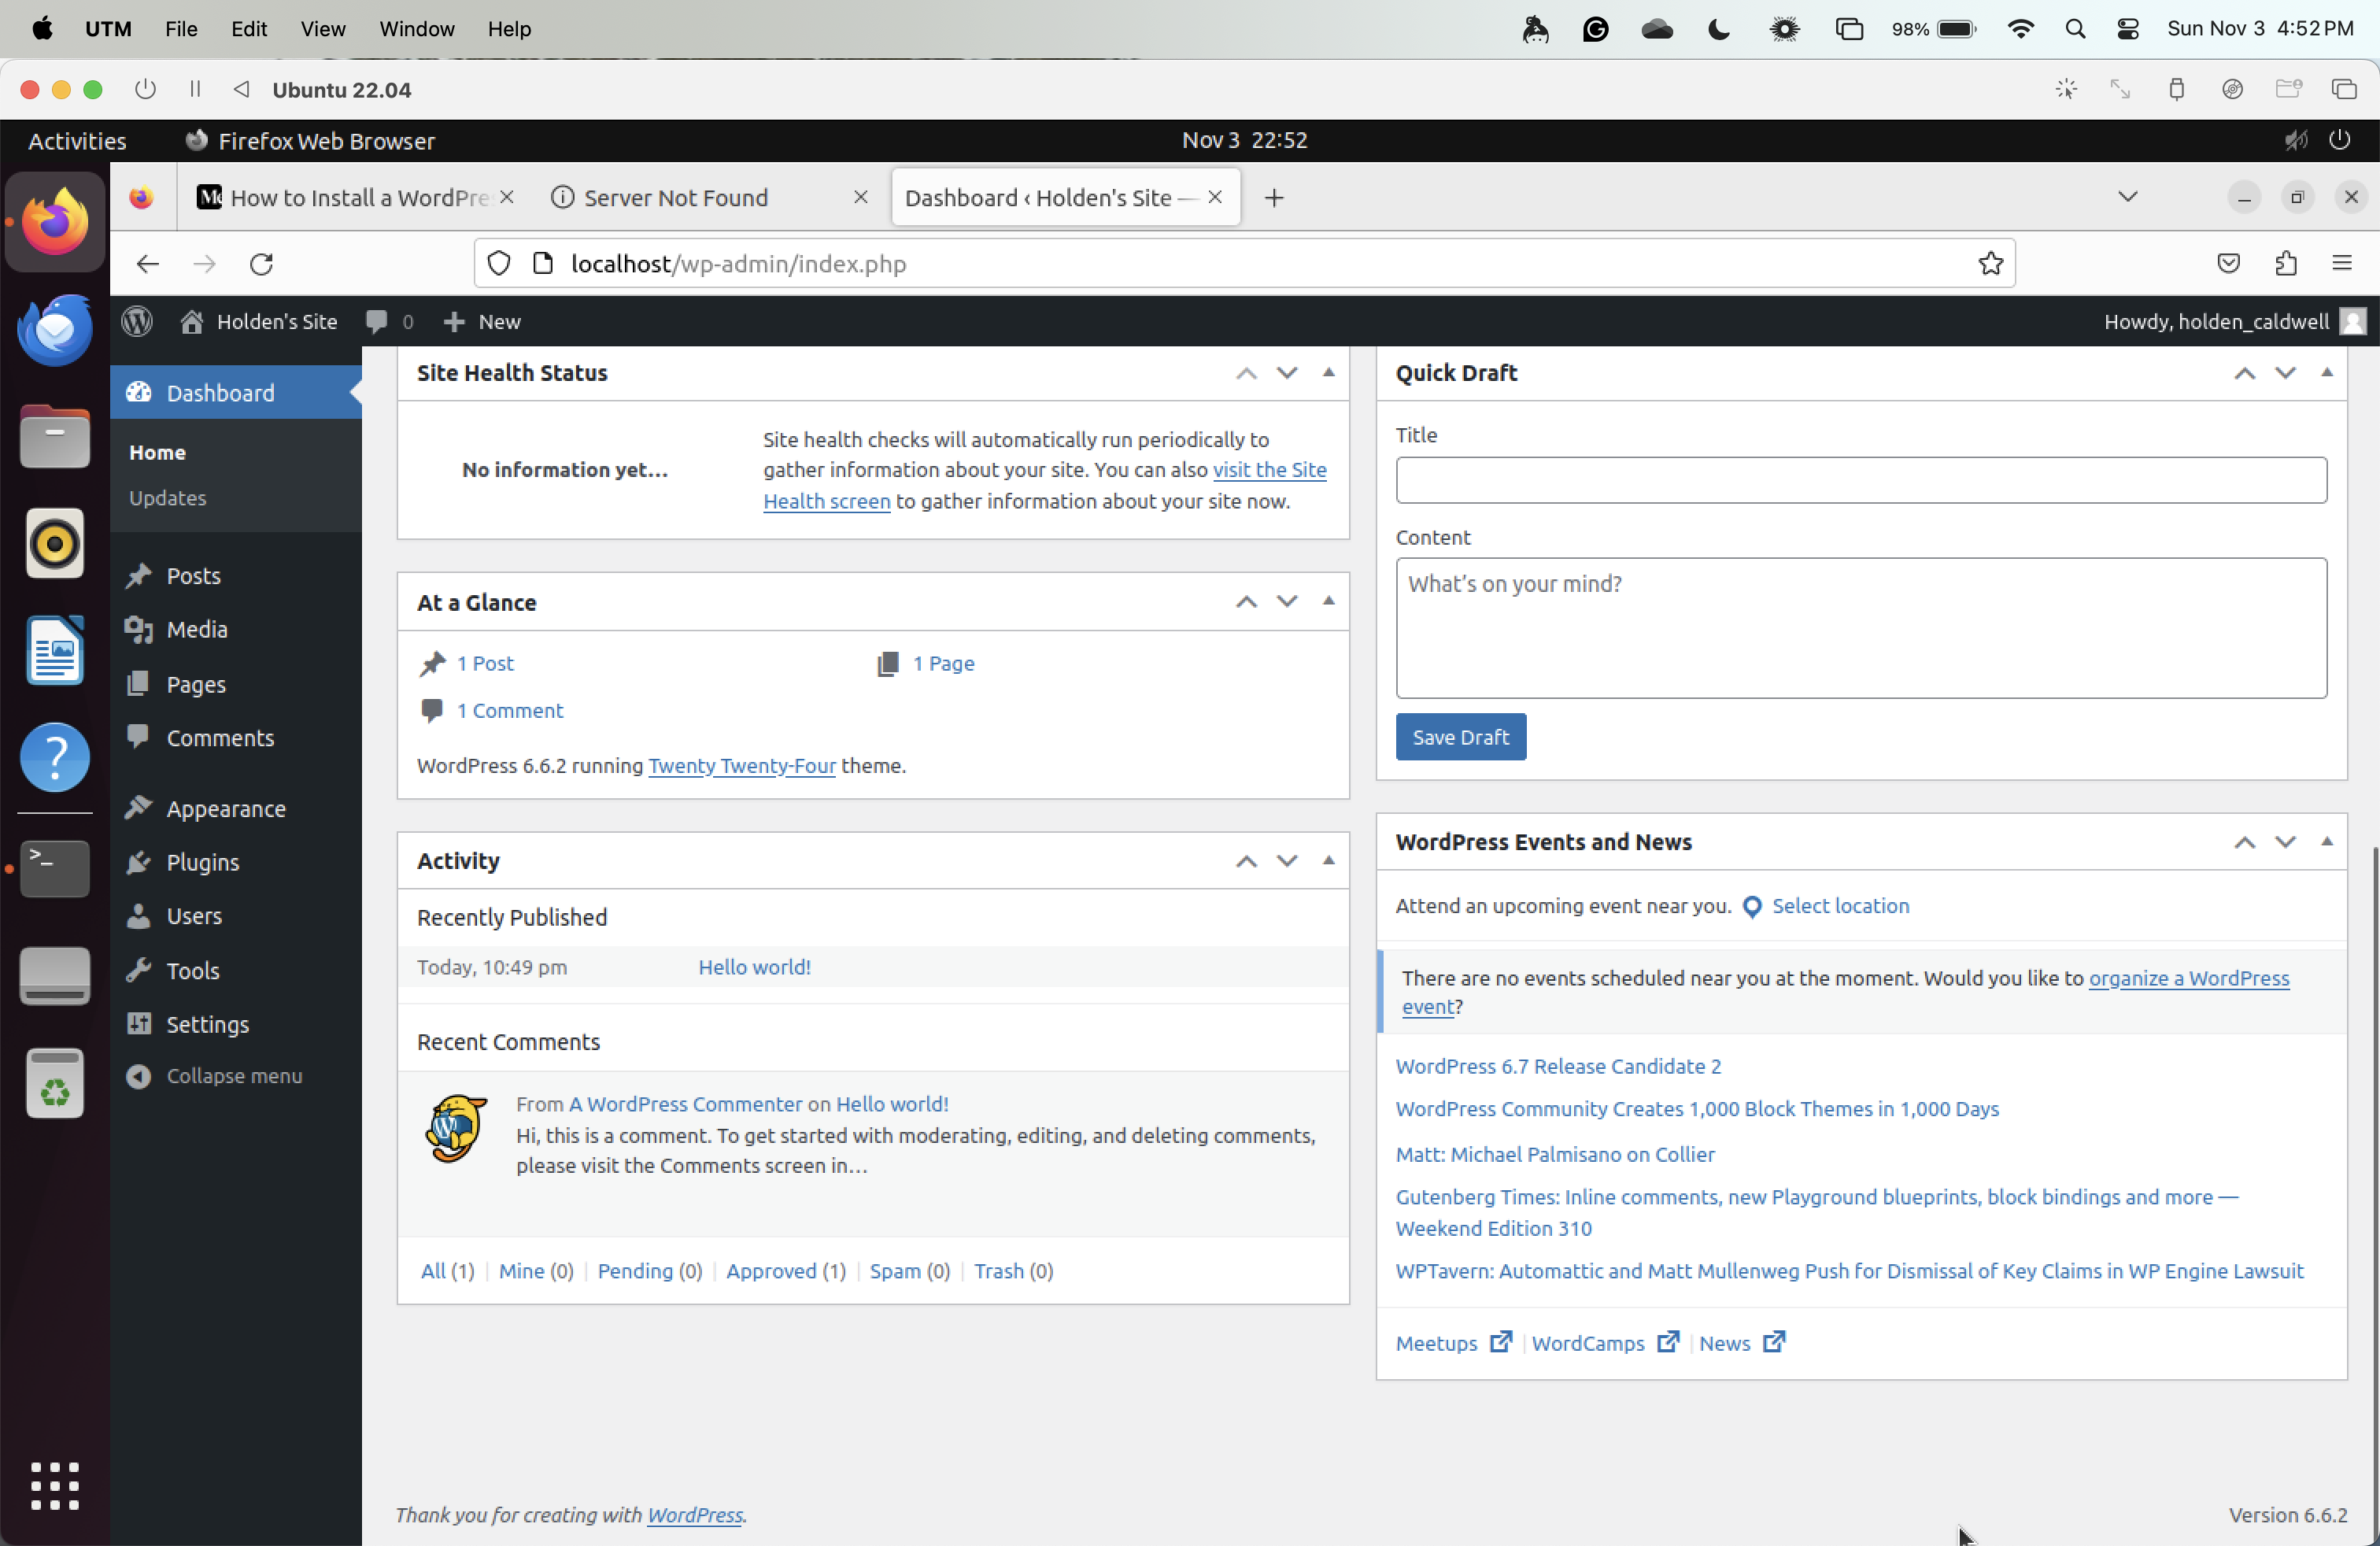 UTM File Edit View Window Help 98% Sun Nov 3 4:52 PM
Ubuntu 22.04
Activities Firefox Web Browser Nov 3 22:52
How to Install a WordPre
Server Not Found
Dashboard ‹ Holden's Site —
localhost/wp-admin/index.php
Holden's Site 0 New Howdy, holden_caldwell
Dashboard
Home
Updates
Posts
Media
Pages
Comments
Appearance
Plugins
Users
Tools
Settings
Collapse menu
Site Health Status
No information yet…
Site health checks will automatically run periodically to
gather information about your site. You can also visit the Site
Health screen to gather information about your site now.
At a Glance
1 Post
1 Page
1 Comment
WordPress 6.6.2 running Twenty Twenty-Four theme.
Activity
Recently Published
Today, 10:49 pm Hello world!
Recent Comments
From A WordPress Commenter on Hello world!
Hi, this is a comment. To get started with moderating, editing, and deleting comments,
please visit the Comments screen in…
All (1) | Mine (0) | Pending (0) | Approved (1) | Spam (0) | Trash (0)
Quick Draft
Title
Content
What's on your mind?
Save Draft
WordPress Events and News
Attend an upcoming event near you. Select location
There are no events scheduled near you at the moment. Would you like to organize a WordPress
event?
WordPress 6.7 Release Candidate 2
WordPress Community Creates 1,000 Block Themes in 1,000 Days
Matt: Michael Palmisano on Collier
Gutenberg Times: Inline comments, new Playground blueprints, block bindings and more —
Weekend Edition 310
WPTavern: Automattic and Matt Mullenweg Push for Dismissal of Key Claims in WP Engine Lawsuit
Meetups | WordCamps | News
Thank you for creating with WordPress.
Version 6.6.2